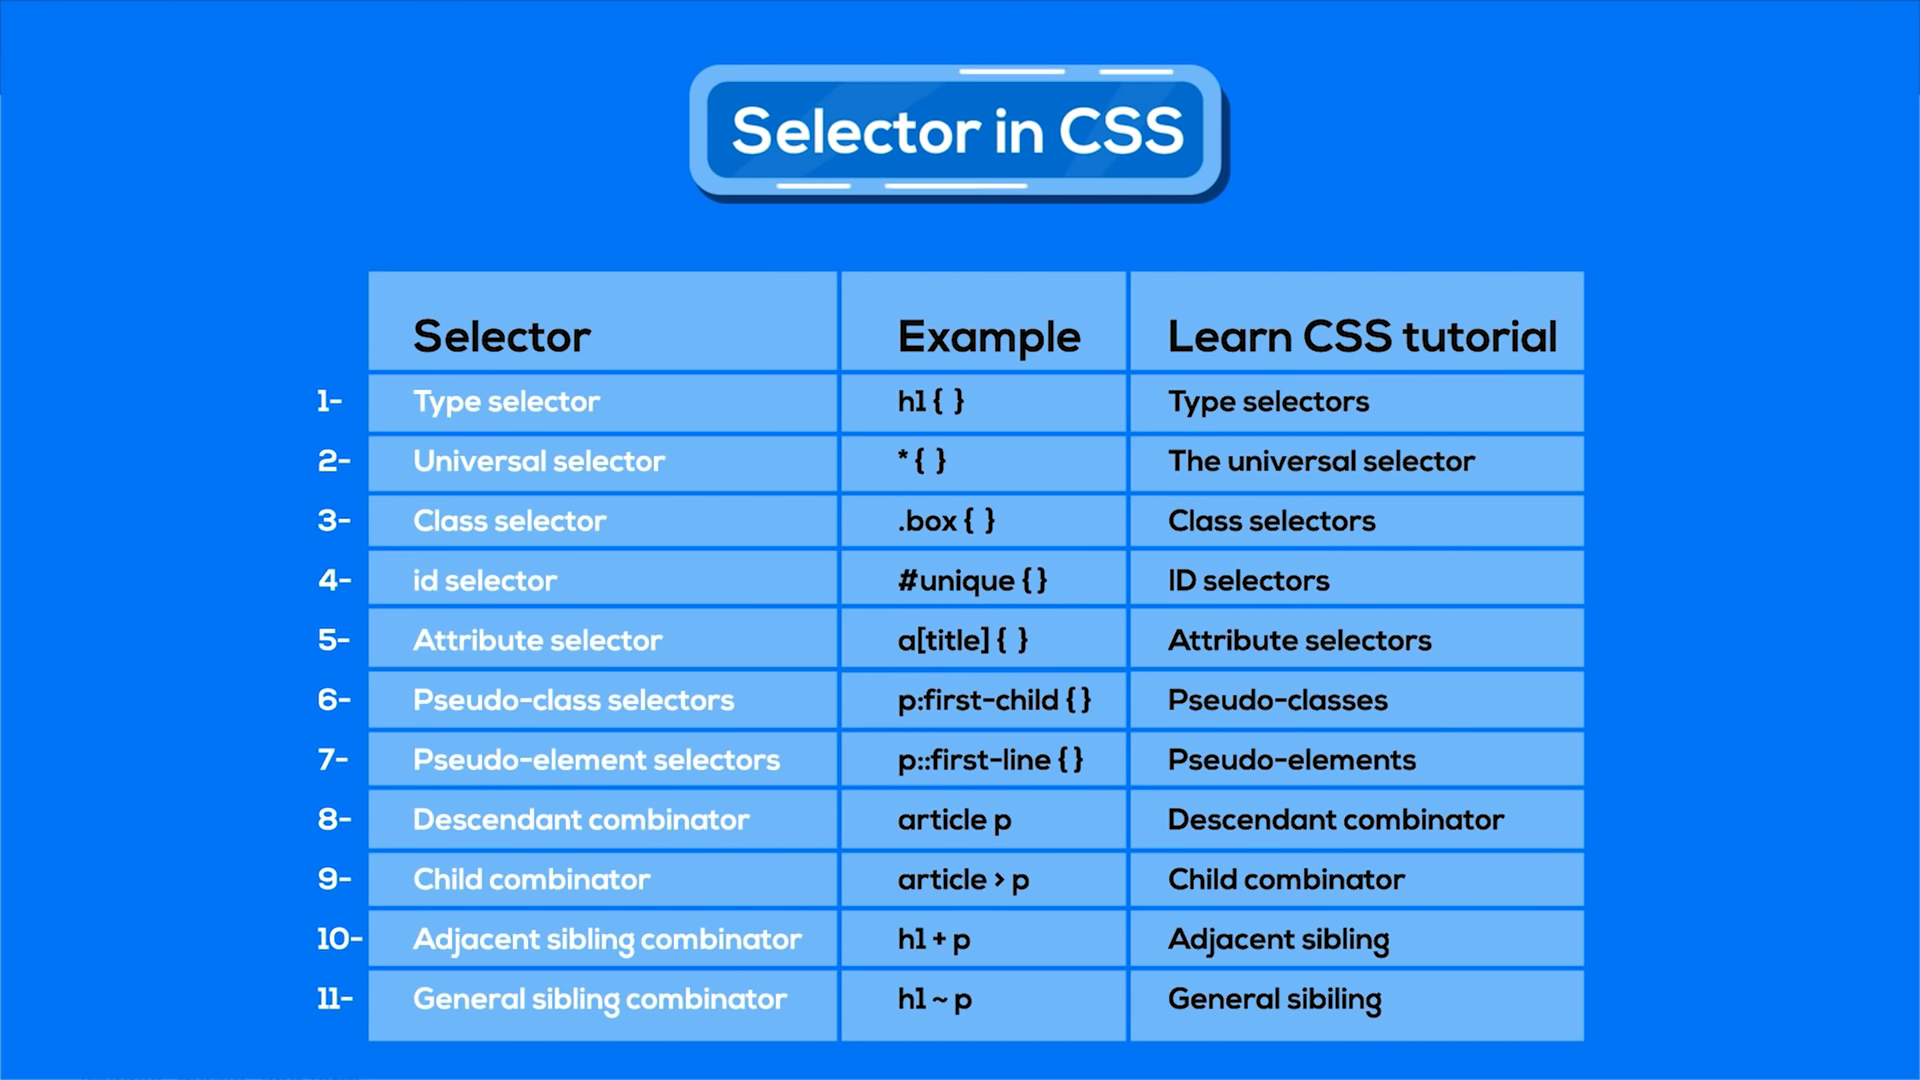 Selector in CSS
Selector Example Learn CSS tutorial
1- Type selector h1 { } Type selectors
2- Universal selector * { } The universal selector
3- Class selector .box { } Class selectors
4- id selector #unique {} ID selectors
5- Attribute selector a[title] { } Attribute selectors
6- Pseudo-class selectors p:first-child {} Pseudo-classes
7- Pseudo-element selectors p::first-line {} Pseudo-elements
8- Descendant combinator article p Descendant combinator
9- Child combinator article > p Child combinator
10- Adjacent sibling combinator h1 + p Adjacent sibling
11- General sibling combinator h1 ~ p General sibiling